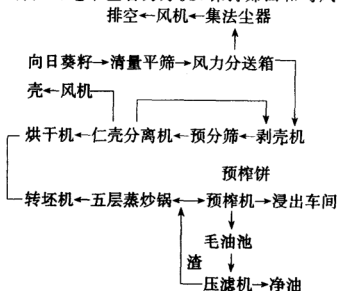 排空←风机←集法尘器
向日葵籽→清量平筛→风力分送箱
壳←风机
烘干机←仁壳分离机←预分筛←剥壳机
预榨饼
转坯机←五层蒸炒锅↔预榨机→浸出车间
毛油池
渣
压滤机→净油